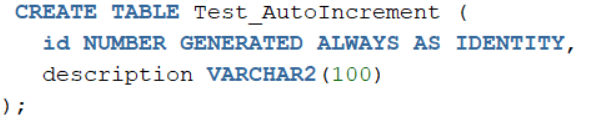 CREATE TABLE Test_AutoIncrement (
id NUMBER GENERATED ALWAYS AS IDENTITY,
description VARCHAR2(100)
);